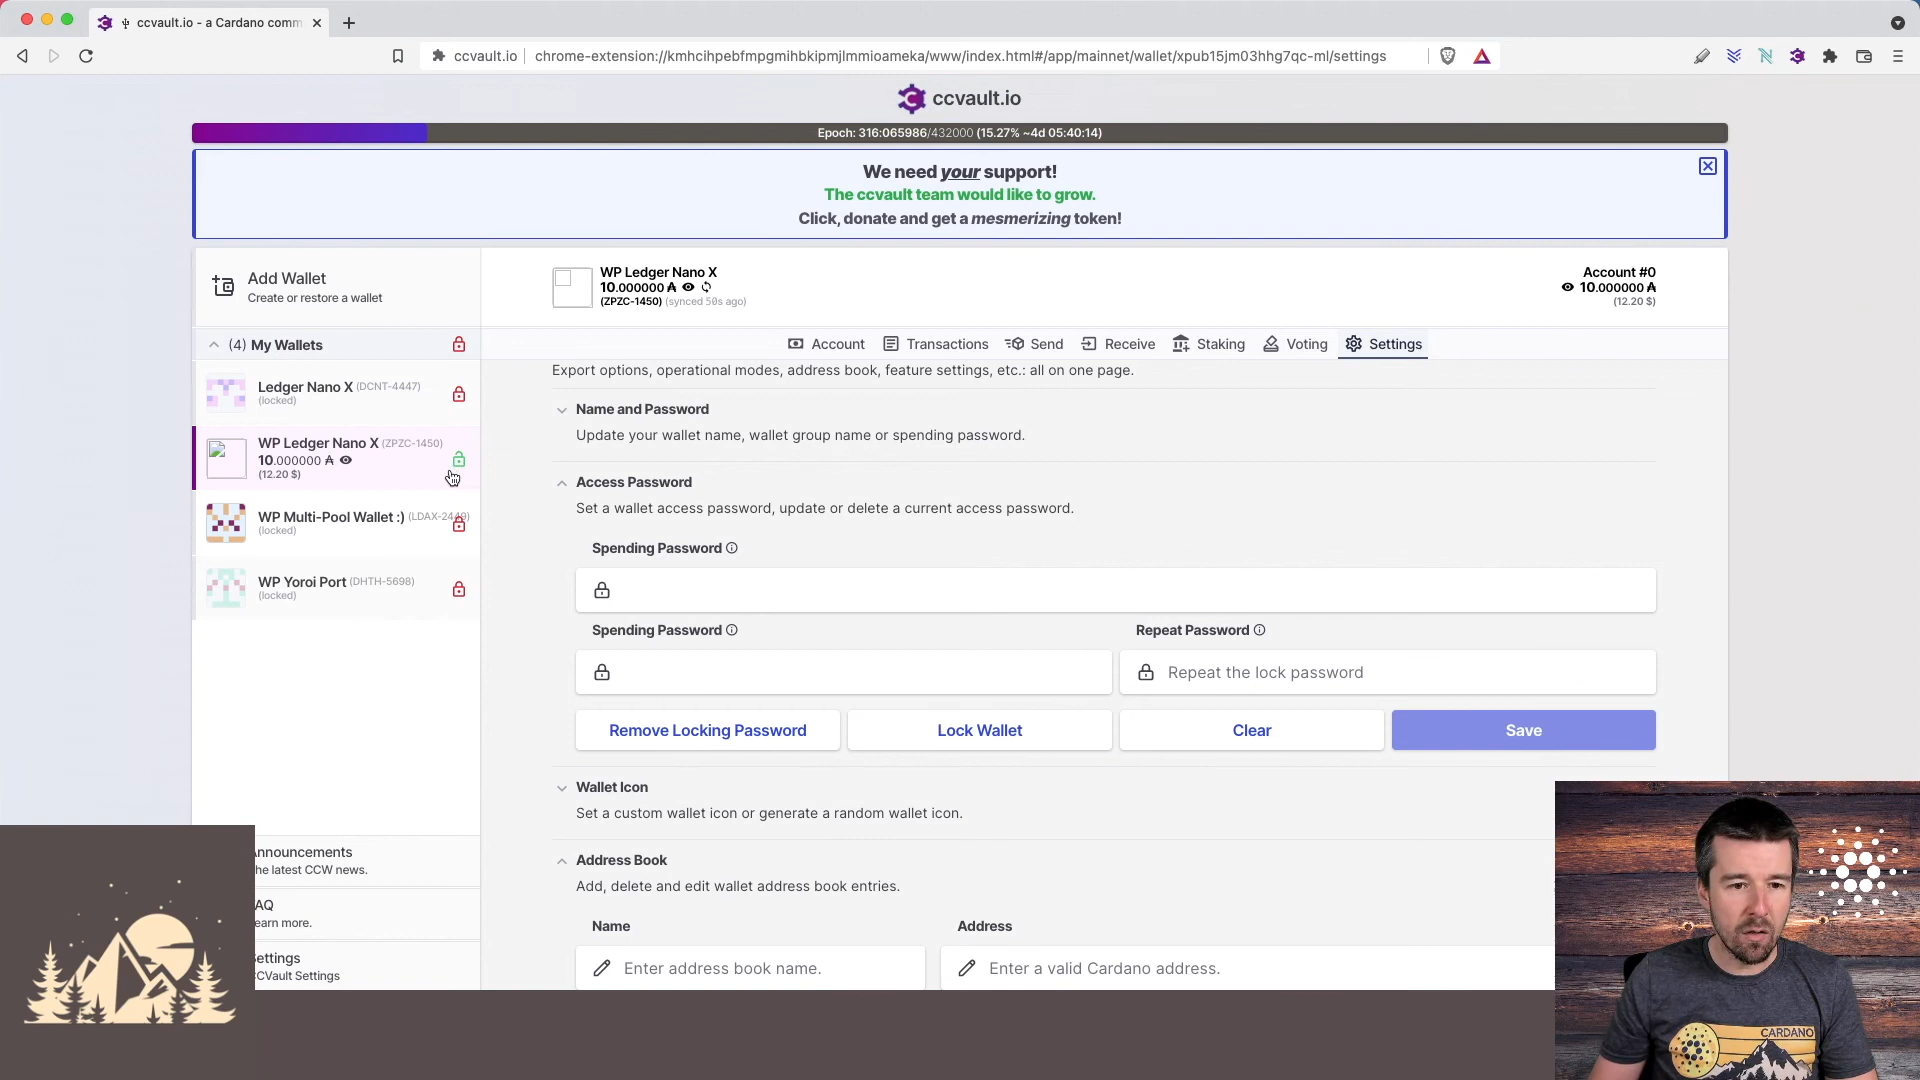 ccvault.io - a Cardano comm
ccvault.io
chrome-extension://kmhcihpebfmpgmihbkipmjlmmioameka/www/index.html#/app/mainnet/wallet/xpub15jm03hhg7qc-ml/settings
ccvault.io
Epoch: 316:065986/432000 (15.27% ~4d 05:40:14)
We need your support!
The ccvault team would like to grow.
Click, donate and get a mesmerizing token!
Add Wallet
Create or restore a wallet
WP Ledger Nano X
10.000000 ₳
(ZPZC-1450) (synced 50s ago)
Account #0
10.000000 ₳
(12.20 $)
(4) My Wallets
Account
Transactions
Send
Receive
Staking
Voting
Settings
Ledger Nano X (DCNT-4447)
(locked)
WP Ledger Nano X (ZPZC-1450)
10.000000 ₳
(12.20 $)
WP Multi-Pool Wallet :) (LDAX-2449)
(locked)
WP Yoroi Port (DHTH-5698)
(locked)
Export options, operational modes, address book, feature settings, etc.: all on one page.
Name and Password
Update your wallet name, wallet group name or spending password.
Access Password
Set a wallet access password, update or delete a current access password.
Spending Password
Spending Password
Repeat Password
Repeat the lock password
Remove Locking Password
Lock Wallet
Clear
Save
Wallet Icon
Set a custom wallet icon or generate a random wallet icon.
Address Book
Add, delete and edit wallet address book entries.
Name
Address
Enter address book name.
Enter a valid Cardano address.
nnouncements
he latest CCW news.
AQ
earn more.
ettings
CCVault Settings
CARDANO